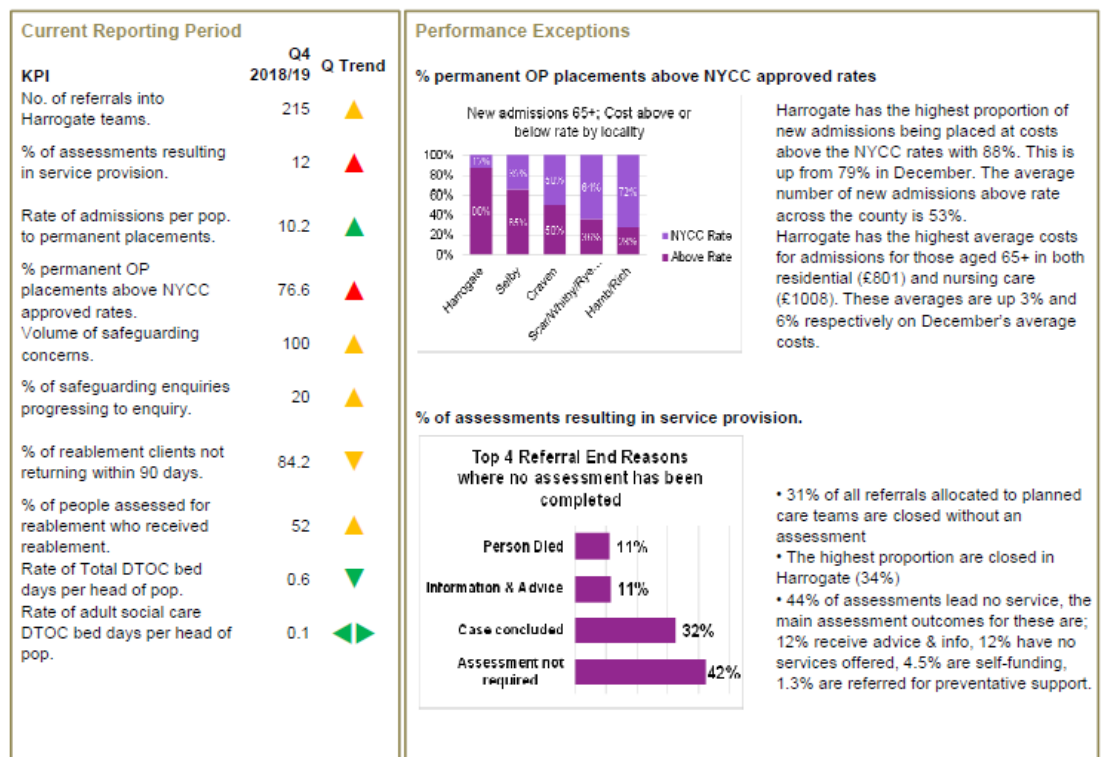 Current Reporting Period
Q4
KPI 2018/19 Q Trend
No. of referrals into
Harrogate teams. 215
% of assessments resulting
in service provision. 12
Rate of admissions per pop.
to permanent placements. 10.2
% permanent OP
placements above NYCC
approved rates. 76.6
Volume of safeguarding
concerns. 100
% of safeguarding enquiries
progressing to enquiry. 20
% of reablement clients not
returning within 90 days. 84.2
% of people assessed for
reablement who received
reablement. 52
Rate of Total DTOC bed
days per head of pop. 0.6
Rate of adult social care
DTOC bed days per head of
pop. 0.1
Performance Exceptions
% permanent OP placements above NYCC approved rates
New admissions 65+; Cost above or
below rate by locality
100%
80%
60%
40%
20%
0%
65%
50%
50%
64%
36%
72%
28%
Harrogate
Selby
Craven
Scar/Whitby/Rye...
Hamb/Rich
NYCC Rate
Above Rate
Harrogate has the highest proportion of
new admissions being placed at costs
above the NYCC rates with 88%. This is
up from 79% in December. The average
number of new admissions above rate
across the county is 53%.
Harrogate has the highest average costs
for admissions for those aged 65+ in both
residential (£801) and nursing care
(£1008). These averages are up 3% and
6% respectively on December's average
costs.
% of assessments resulting in service provision.
Top 4 Referral End Reasons
where no assessment has been
completed
Person Died 11%
Information & Advice 11%
Case concluded 32%
Assessment not
required 42%
• 31% of all referrals allocated to planned
care teams are closed without an
assessment
• The highest proportion are closed in
Harrogate (34%)
• 44% of assessments lead no service, the
main assessment outcomes for these are;
12% receive advice & info, 12% have no
services offered, 4.5% are self-funding,
1.3% are referred for preventative support.